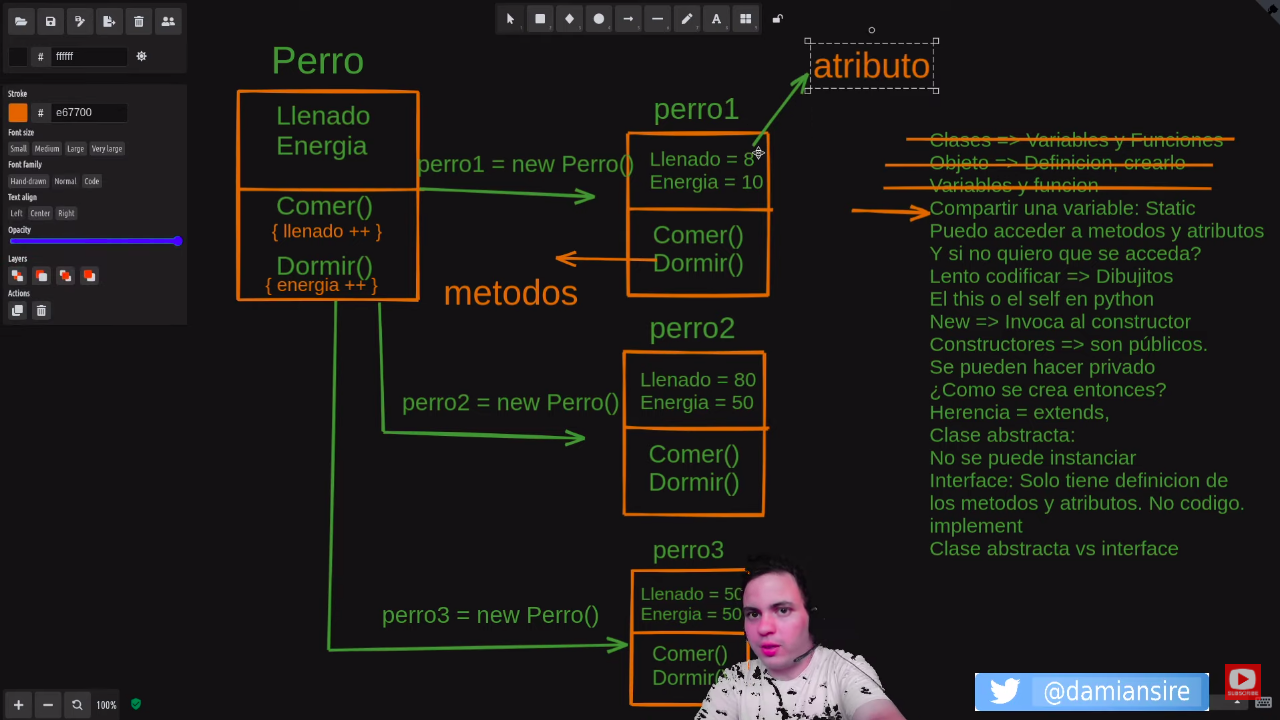 # ffffff
Stroke
# e67700
Font size
Small Medium Large Very large
Font family
Hand-drawn Normal Code
Text align
Left Center Right
Opacity
Layers
Actions
100%
Perro
Llenado
Energia
Comer()
{ llenado ++ }
Dormir()
{ energia ++ }
perro1 = new Perro()
metodos
perro2 = new Perro()
perro3 = new Perro()
perro1
Llenado = 8
Energia = 10
Comer()
Dormir()
perro2
Llenado = 80
Energia = 50
Comer()
Dormir()
perro3
Llenado = 50
Energia = 50
Comer()
Dormir
atributo
Clases => Variables y Funciones
Objeto => Definicion, crearlo
Variables y funcion
Compartir una variable: Static
Puedo acceder a metodos y atributos
Y si no quiero que se acceda?
Lento codificar => Dibujitos
El this o el self en python
New => Invoca al constructor
Constructores => son públicos.
Se pueden hacer privado
¿Como se crea entonces?
Herencia = extends,
Clase abstracta:
No se puede instanciar
Interface: Solo tiene definicion de
los metodos y atributos. No codigo.
implement
Clase abstracta vs interface
@damiansire
SUBSCRIBE